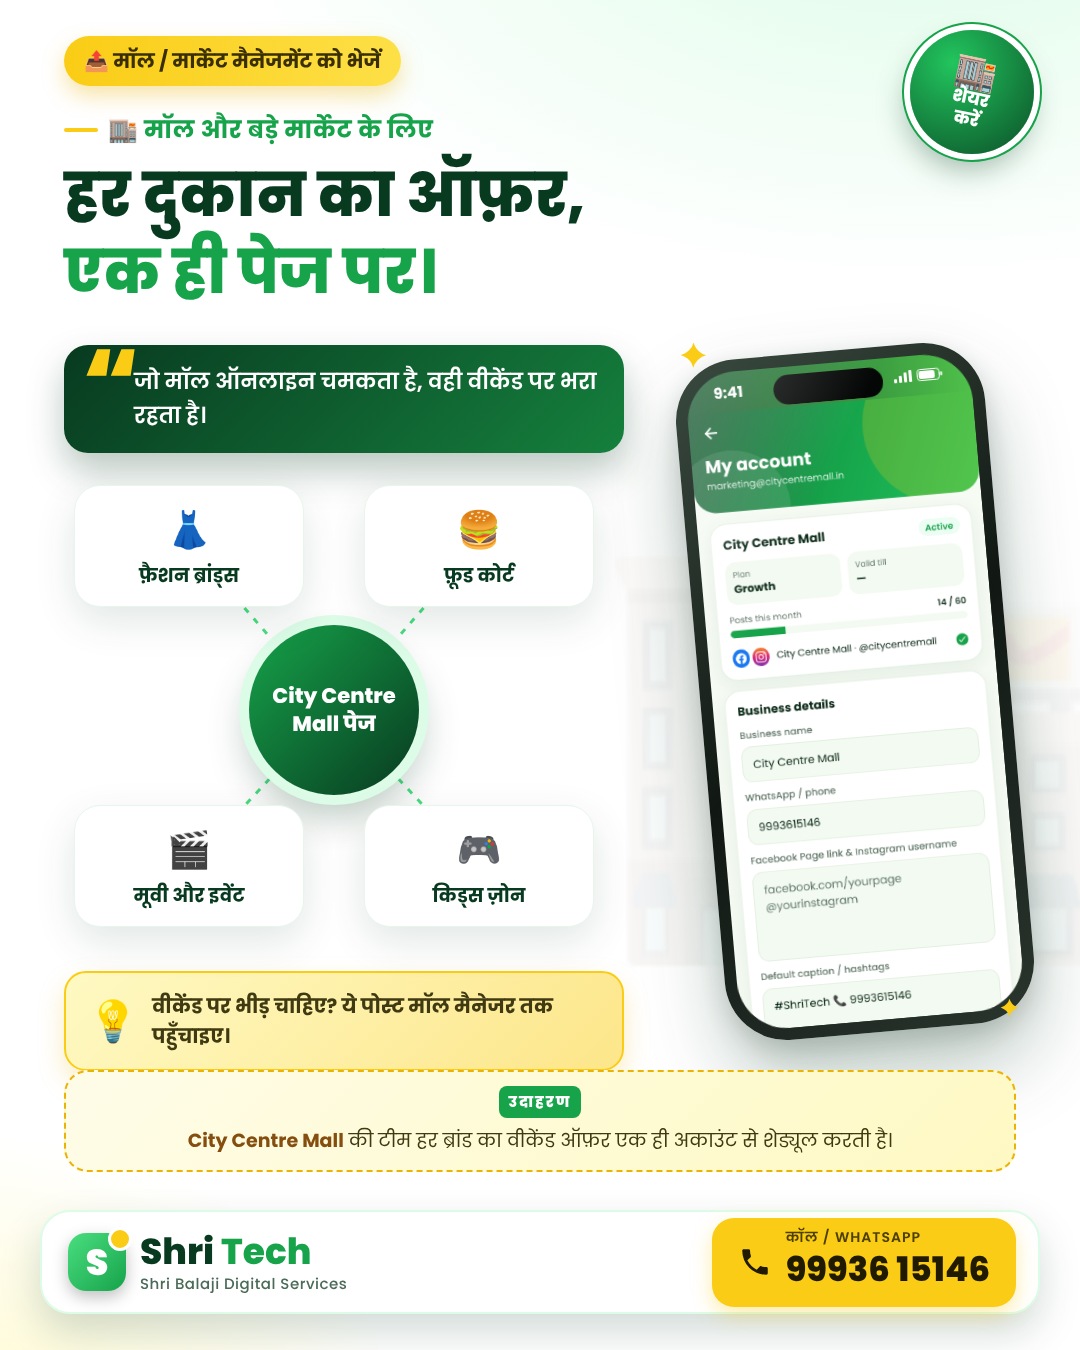 📤 मॉल / मार्केट मैनेजमेंट को भेजें
शेयर
करें
🏬 मॉल और बड़े मार्केट के लिए
हर दुकान का ऑफ़र,
एक ही पेज पर।
जो मॉल ऑनलाइन चमकता है, वही वीकेंड पर भरा
रहता है।
फ़ैशन ब्रांड्स
फ़ूड कोर्ट
City Centre
Mall पेज
मूवी और इवेंट
किड्स ज़ोन
वीकेंड पर भीड़ चाहिए? ये पोस्ट मॉल मैनेजर तक
पहुँचाइए।
9:41
My account
marketing@citycentremall.in
City Centre Mall
Active
Plan
Growth
Valid till
—
Posts this month
14 / 60
City Centre Mall · @citycentremall
Business details
Business name
City Centre Mall
WhatsApp / phone
9993615146
Facebook Page link & Instagram username
facebook.com/yourpage
@yourinstagram
Default caption / hashtags
#ShriTech 📞 9993615146
उदाहरण
City Centre Mall की टीम हर ब्रांड का वीकेंड ऑफ़र एक ही अकाउंट से शेड्यूल करती है।
S
Shri Tech
Shri Balaji Digital Services
कॉल / WHATSAPP
99936 15146